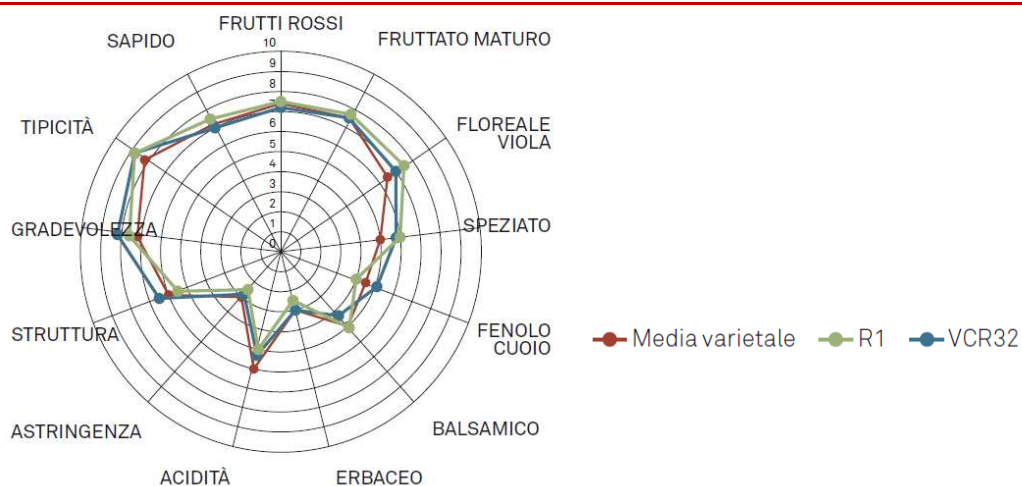 FRUTTI ROSSI
FRUTTATO MATURO
FLOREALE
VIOLA
SPEZIATO
FENOLO
CUOIO
BALSAMICO
ERBACEO
ACIDITÀ
ASTRINGENZA
STRUTTURA
GRADEVOLEZZA
TIPICITÀ
SAPIDO
10
9
8
7
6
5
4
3
2
1
0
Media varietale R1 VCR32